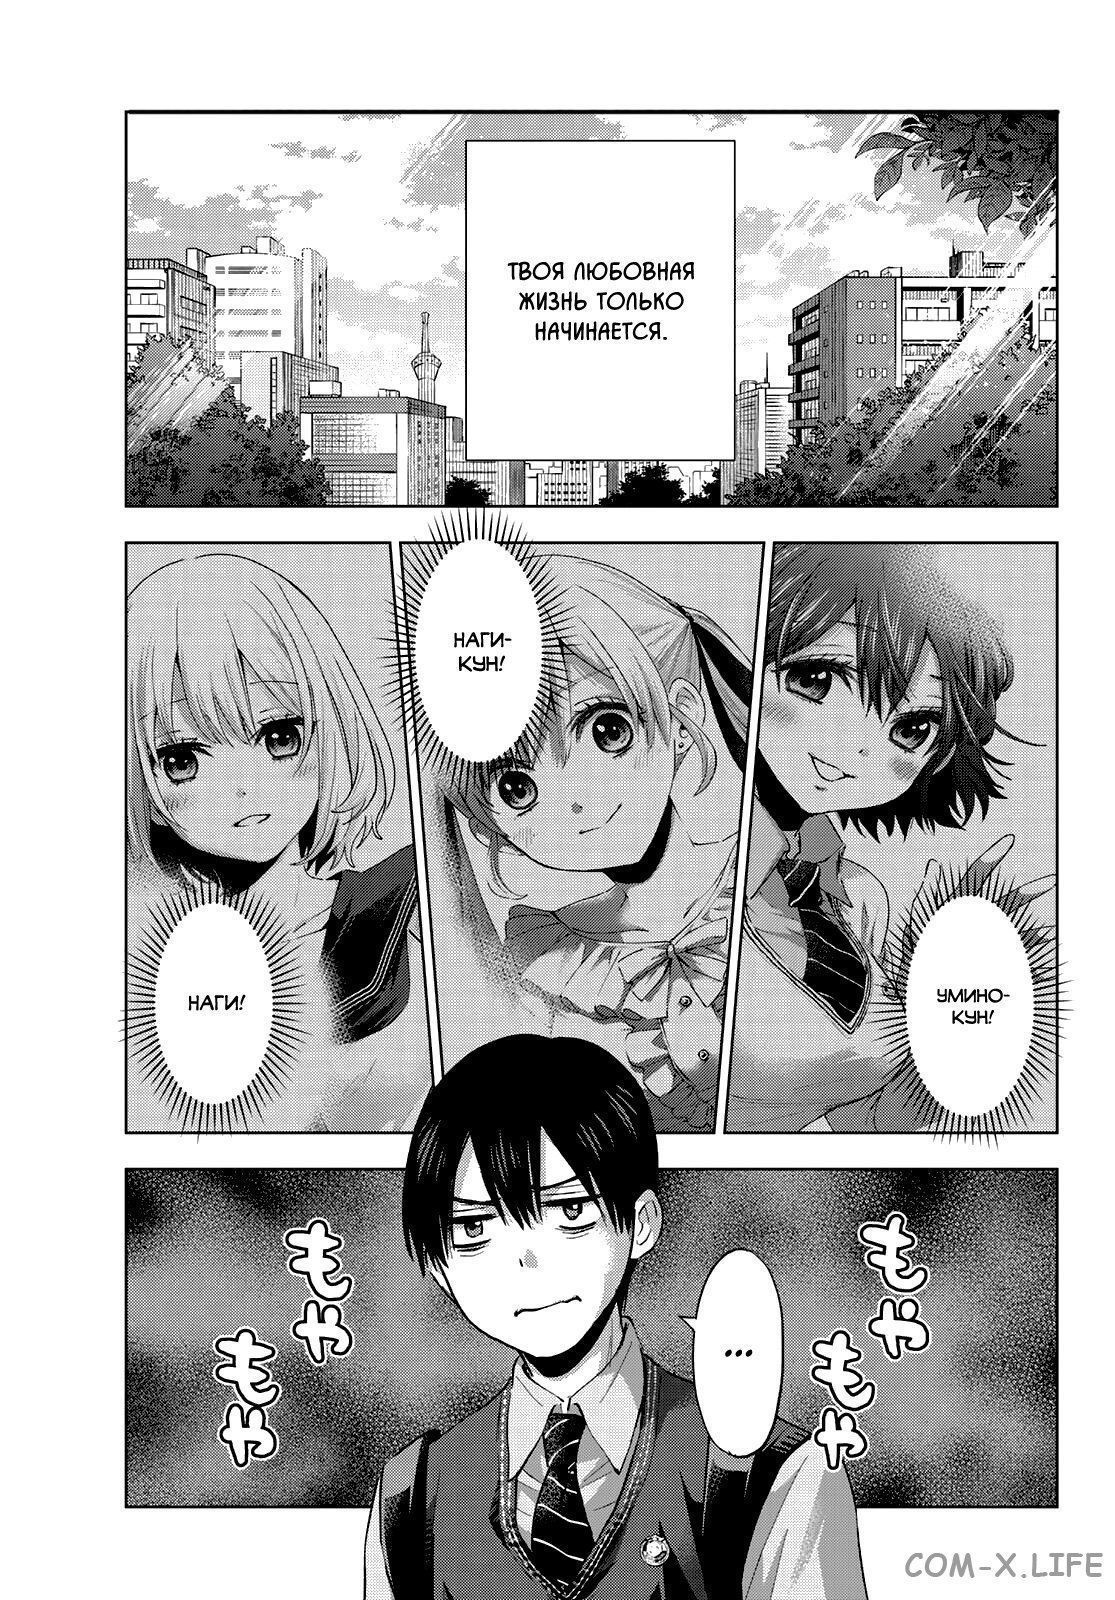 ТВОЯ ЛЮБОВНАЯ
ЖИЗНЬ ТОЛЬКО
НАЧИНАЕТСЯ.
НАГИ-
КУН!
НАГИ!
УМИНО-
КУН!
もや
もや
...
もや
もや
COM-X.LIFE